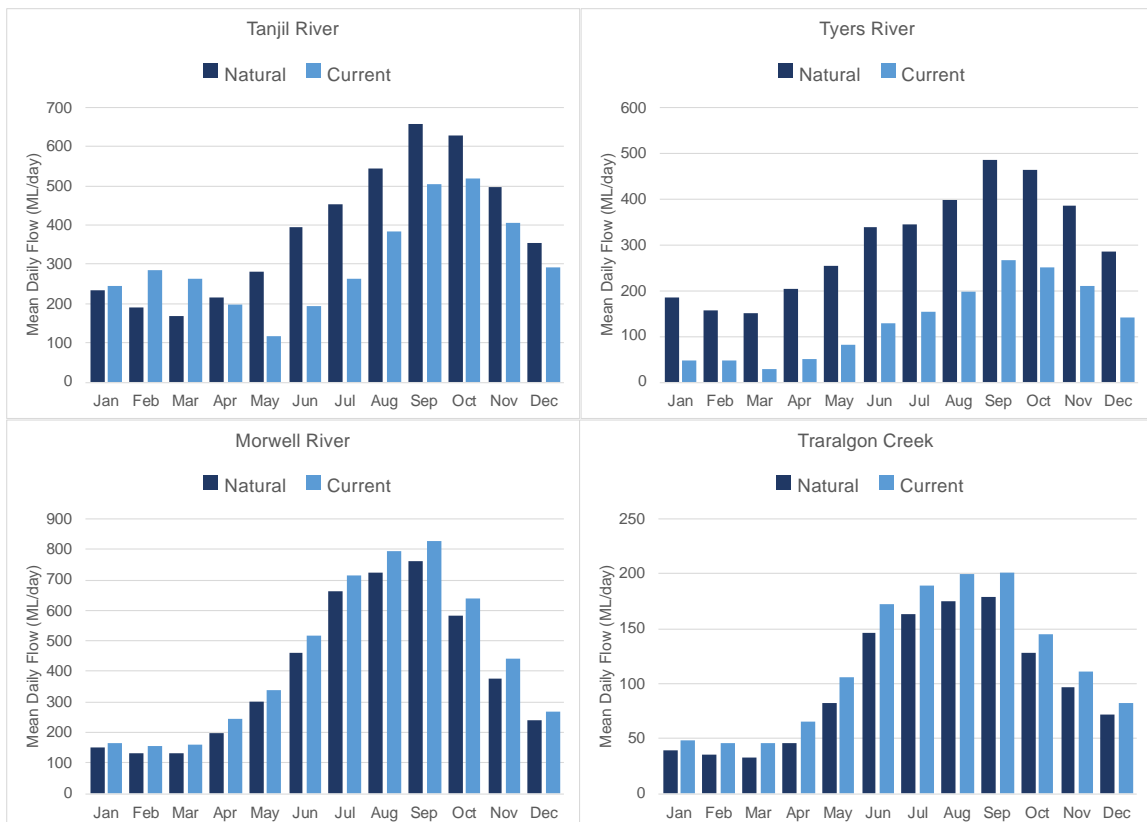 Tanjil River
Natural Current
Mean Daily Flow (ML/day)
700
600
500
400
300
200
100
0
Jan Feb Mar Apr May Jun Jul Aug Sep Oct Nov Dec
Tyers River
Natural Current
Mean Daily Flow (ML/day)
600
500
400
300
200
100
0
Jan Feb Mar Apr May Jun Jul Aug Sep Oct Nov Dec
Morwell River
Natural Current
Mean Daily Flow (ML/day)
900
800
700
600
500
400
300
200
100
0
Jan Feb Mar Apr May Jun Jul Aug Sep Oct Nov Dec
Traralgon Creek
Natural Current
Mean Daily Flow (ML/day)
250
200
150
100
50
0
Jan Feb Mar Apr May Jun Jul Aug Sep Oct Nov Dec